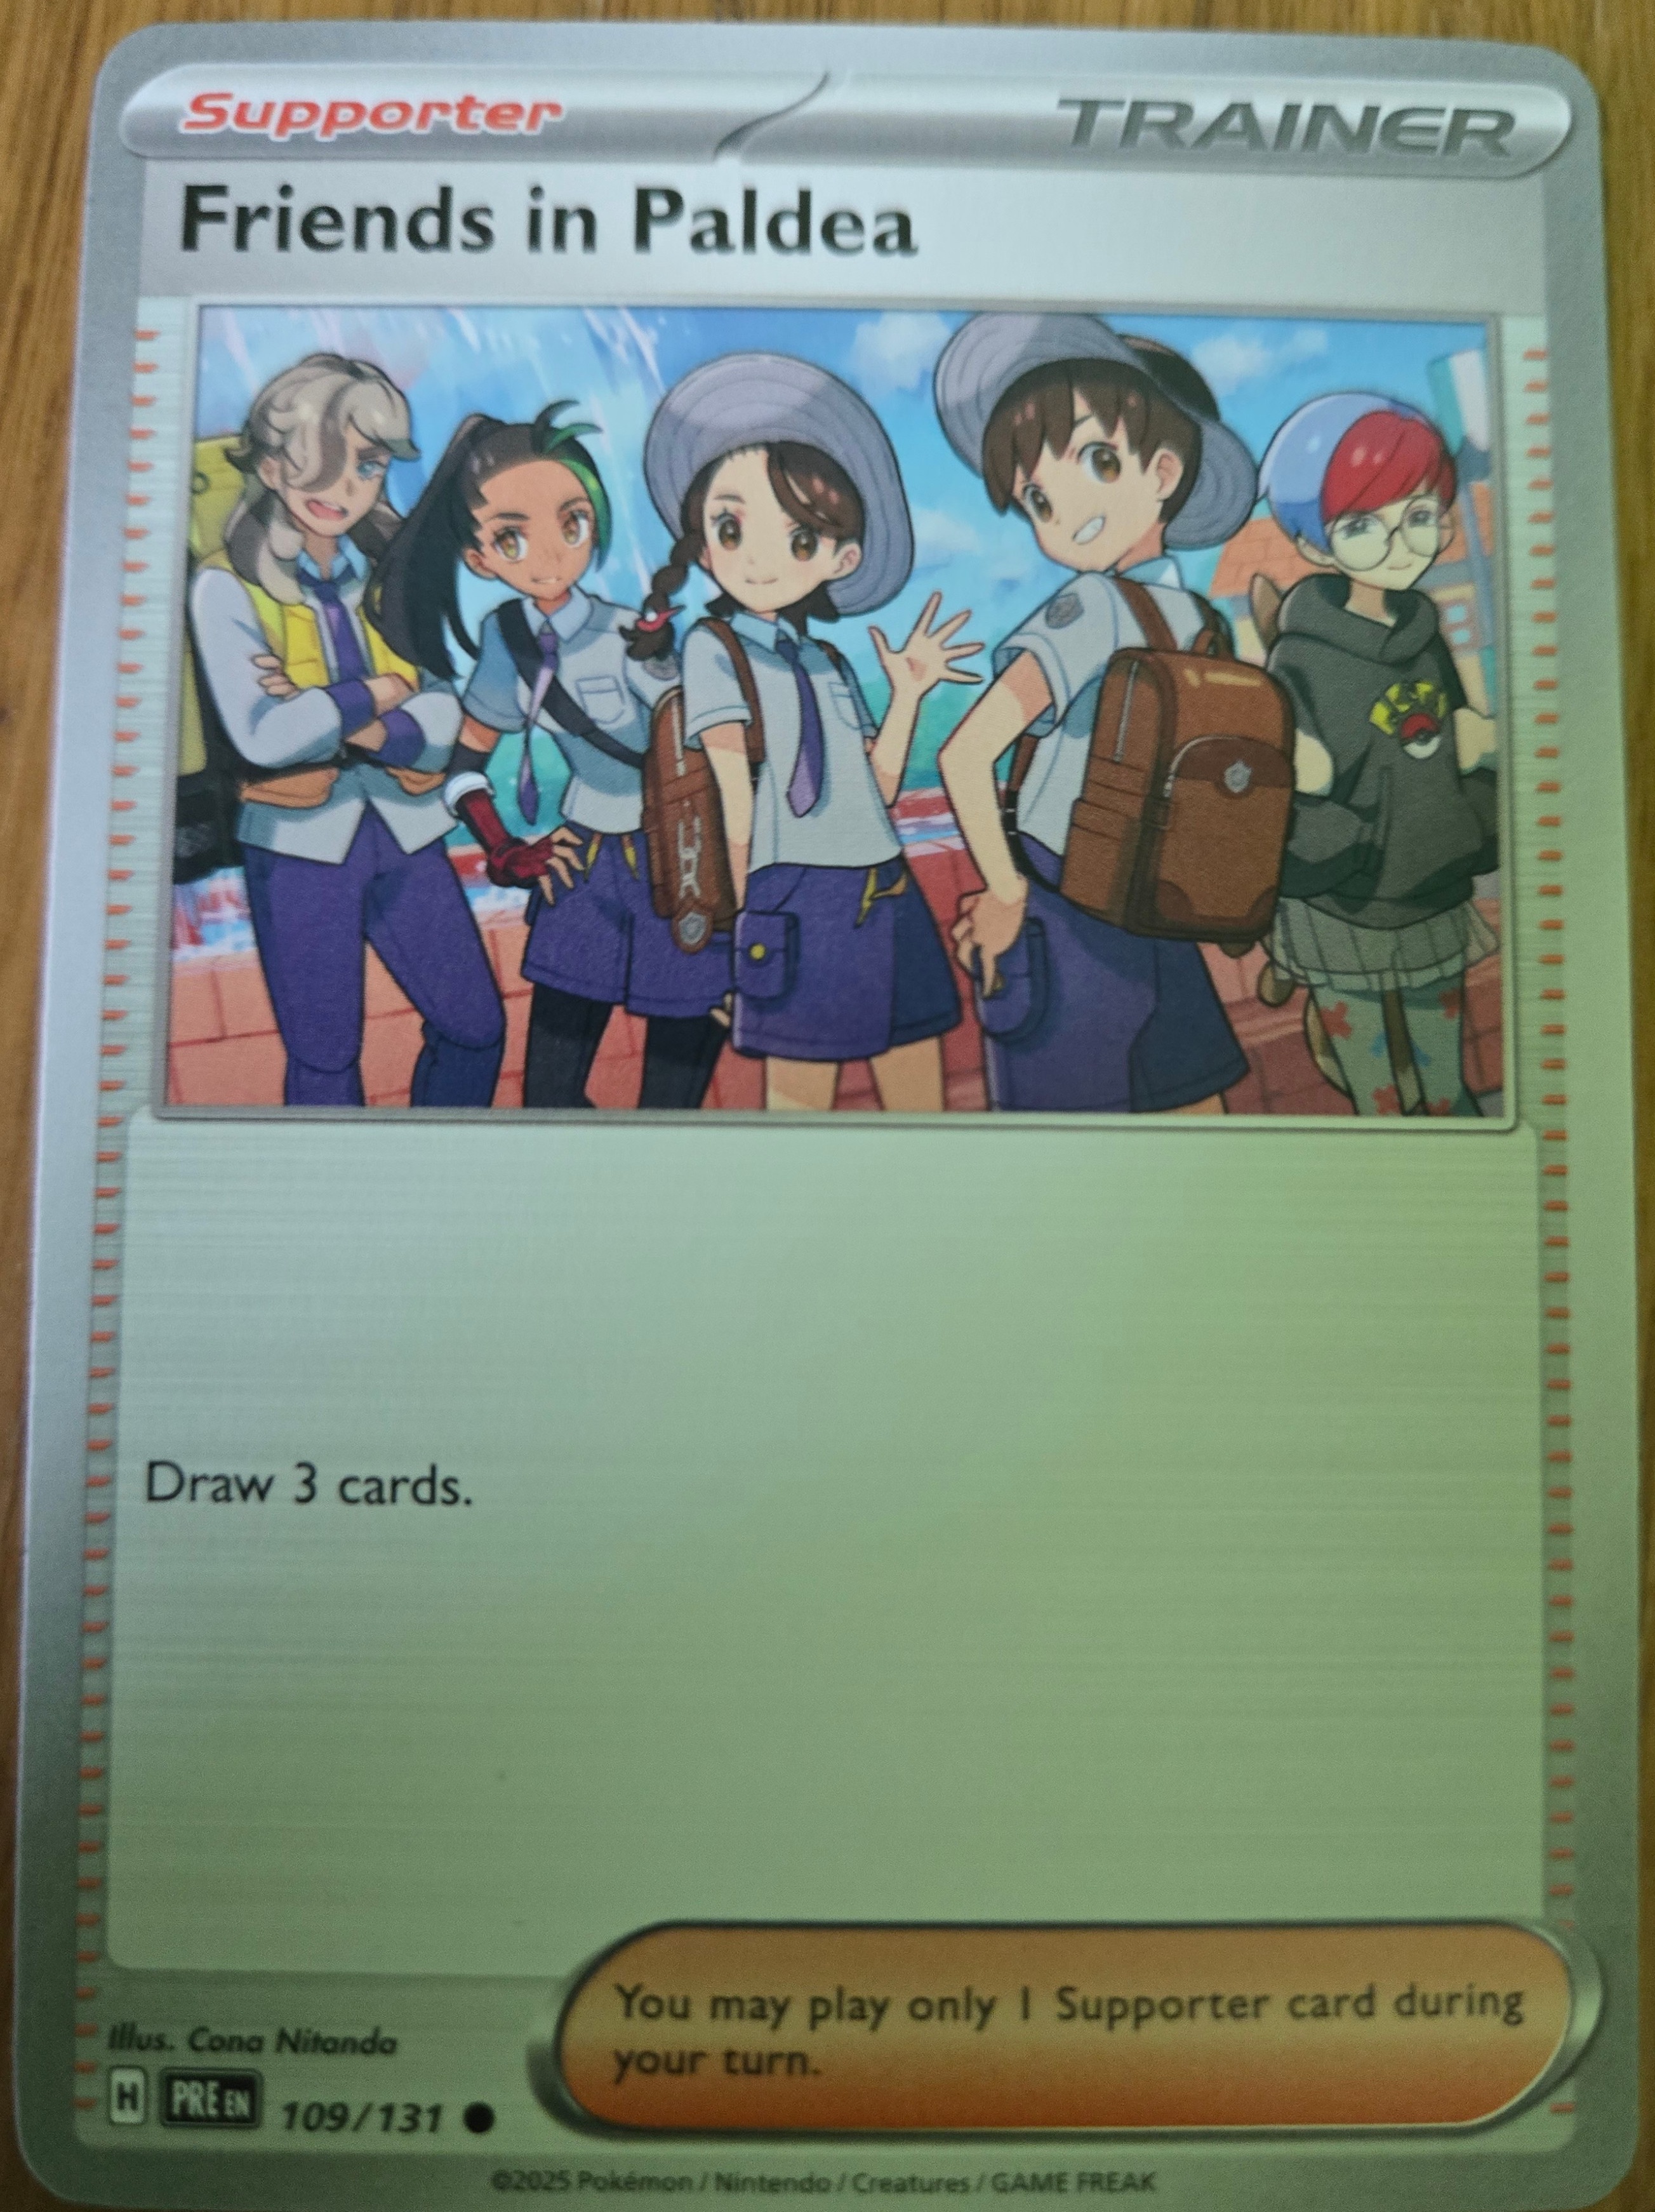 Supporter TRAINER
Friends in Paldea
Draw 3 cards.
You may play only 1 Supporter card during
your turn.
Illus. Cona Nitanda
H PRE EN 109/131
©2025 Pokémon / Nintendo / Creatures / GAME FREAK